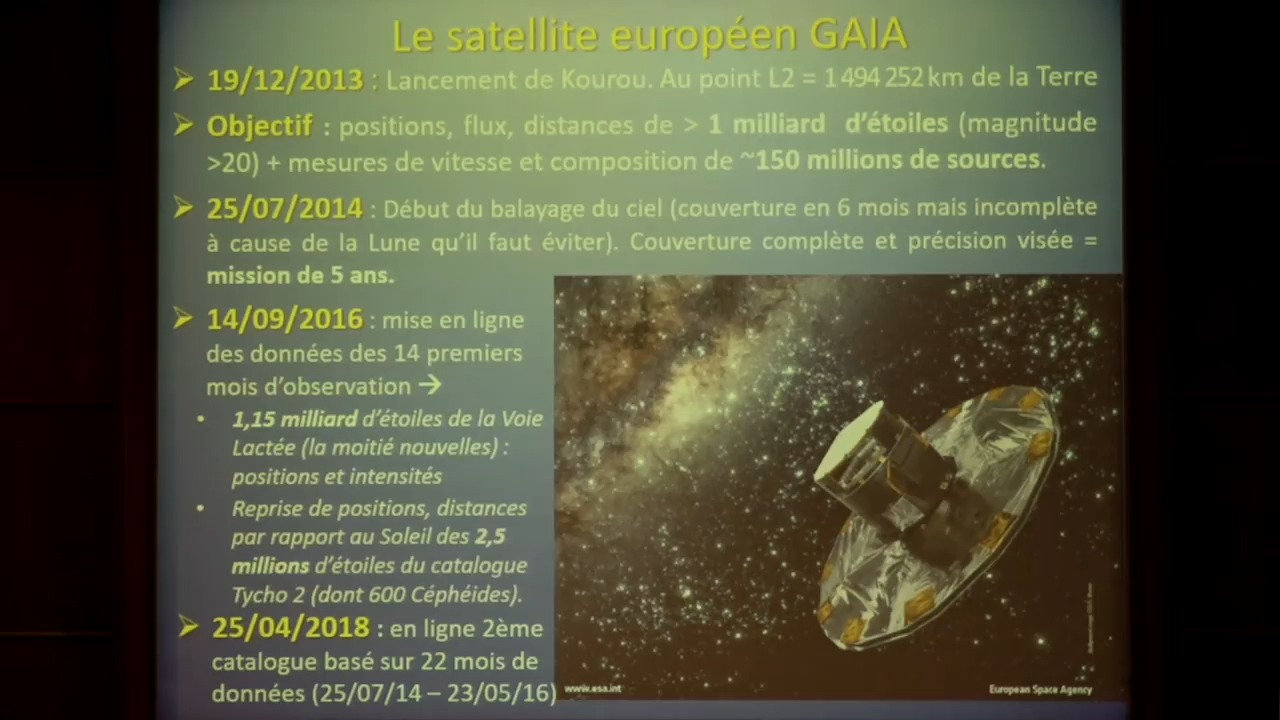 Le satellite européen GAIA
➢ 19/12/2013 : Lancement de Kourou. Au point L2 = 1 494 252 km de la Terre
➢ Objectif : positions, flux, distances de > 1 milliard d’étoiles (magnitude
>20) + mesures de vitesse et composition de ~150 millions de sources.
➢ 25/07/2014 : Début du balayage du ciel (couverture en 6 mois mais incomplète
à cause de la Lune qu’il faut éviter). Couverture complète et précision visée =
mission de 5 ans.
➢ 14/09/2016 : mise en ligne
des données des 14 premiers
mois d’observation →
• 1,15 milliard d’étoiles de la Voie
Lactée (la moitié nouvelles) :
positions et intensités
• Reprise de positions, distances
par rapport au Soleil des 2,5
millions d’étoiles du catalogue
Tycho 2 (dont 600 Céphéides).
➢ 25/04/2018 : en ligne 2ème
catalogue basé sur 22 mois de
données (25/07/14 – 23/05/16)
www.esa.int
European Space Agency